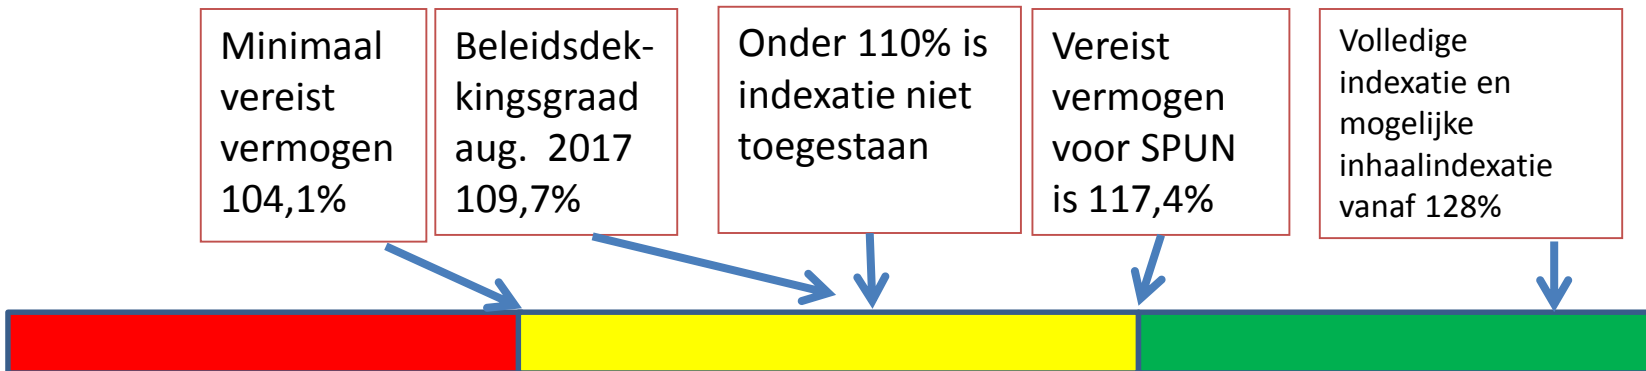 Minimaal
vereist
vermogen
104,1%
Beleidsdek-
kingsgraad
aug. 2017
109,7%
Onder 110% is
indexatie niet
toegestaan
Vereist
vermogen
voor SPUN
is 117,4%
Volledige
indexatie en
mogelijke
inhaalindexatie
vanaf 128%